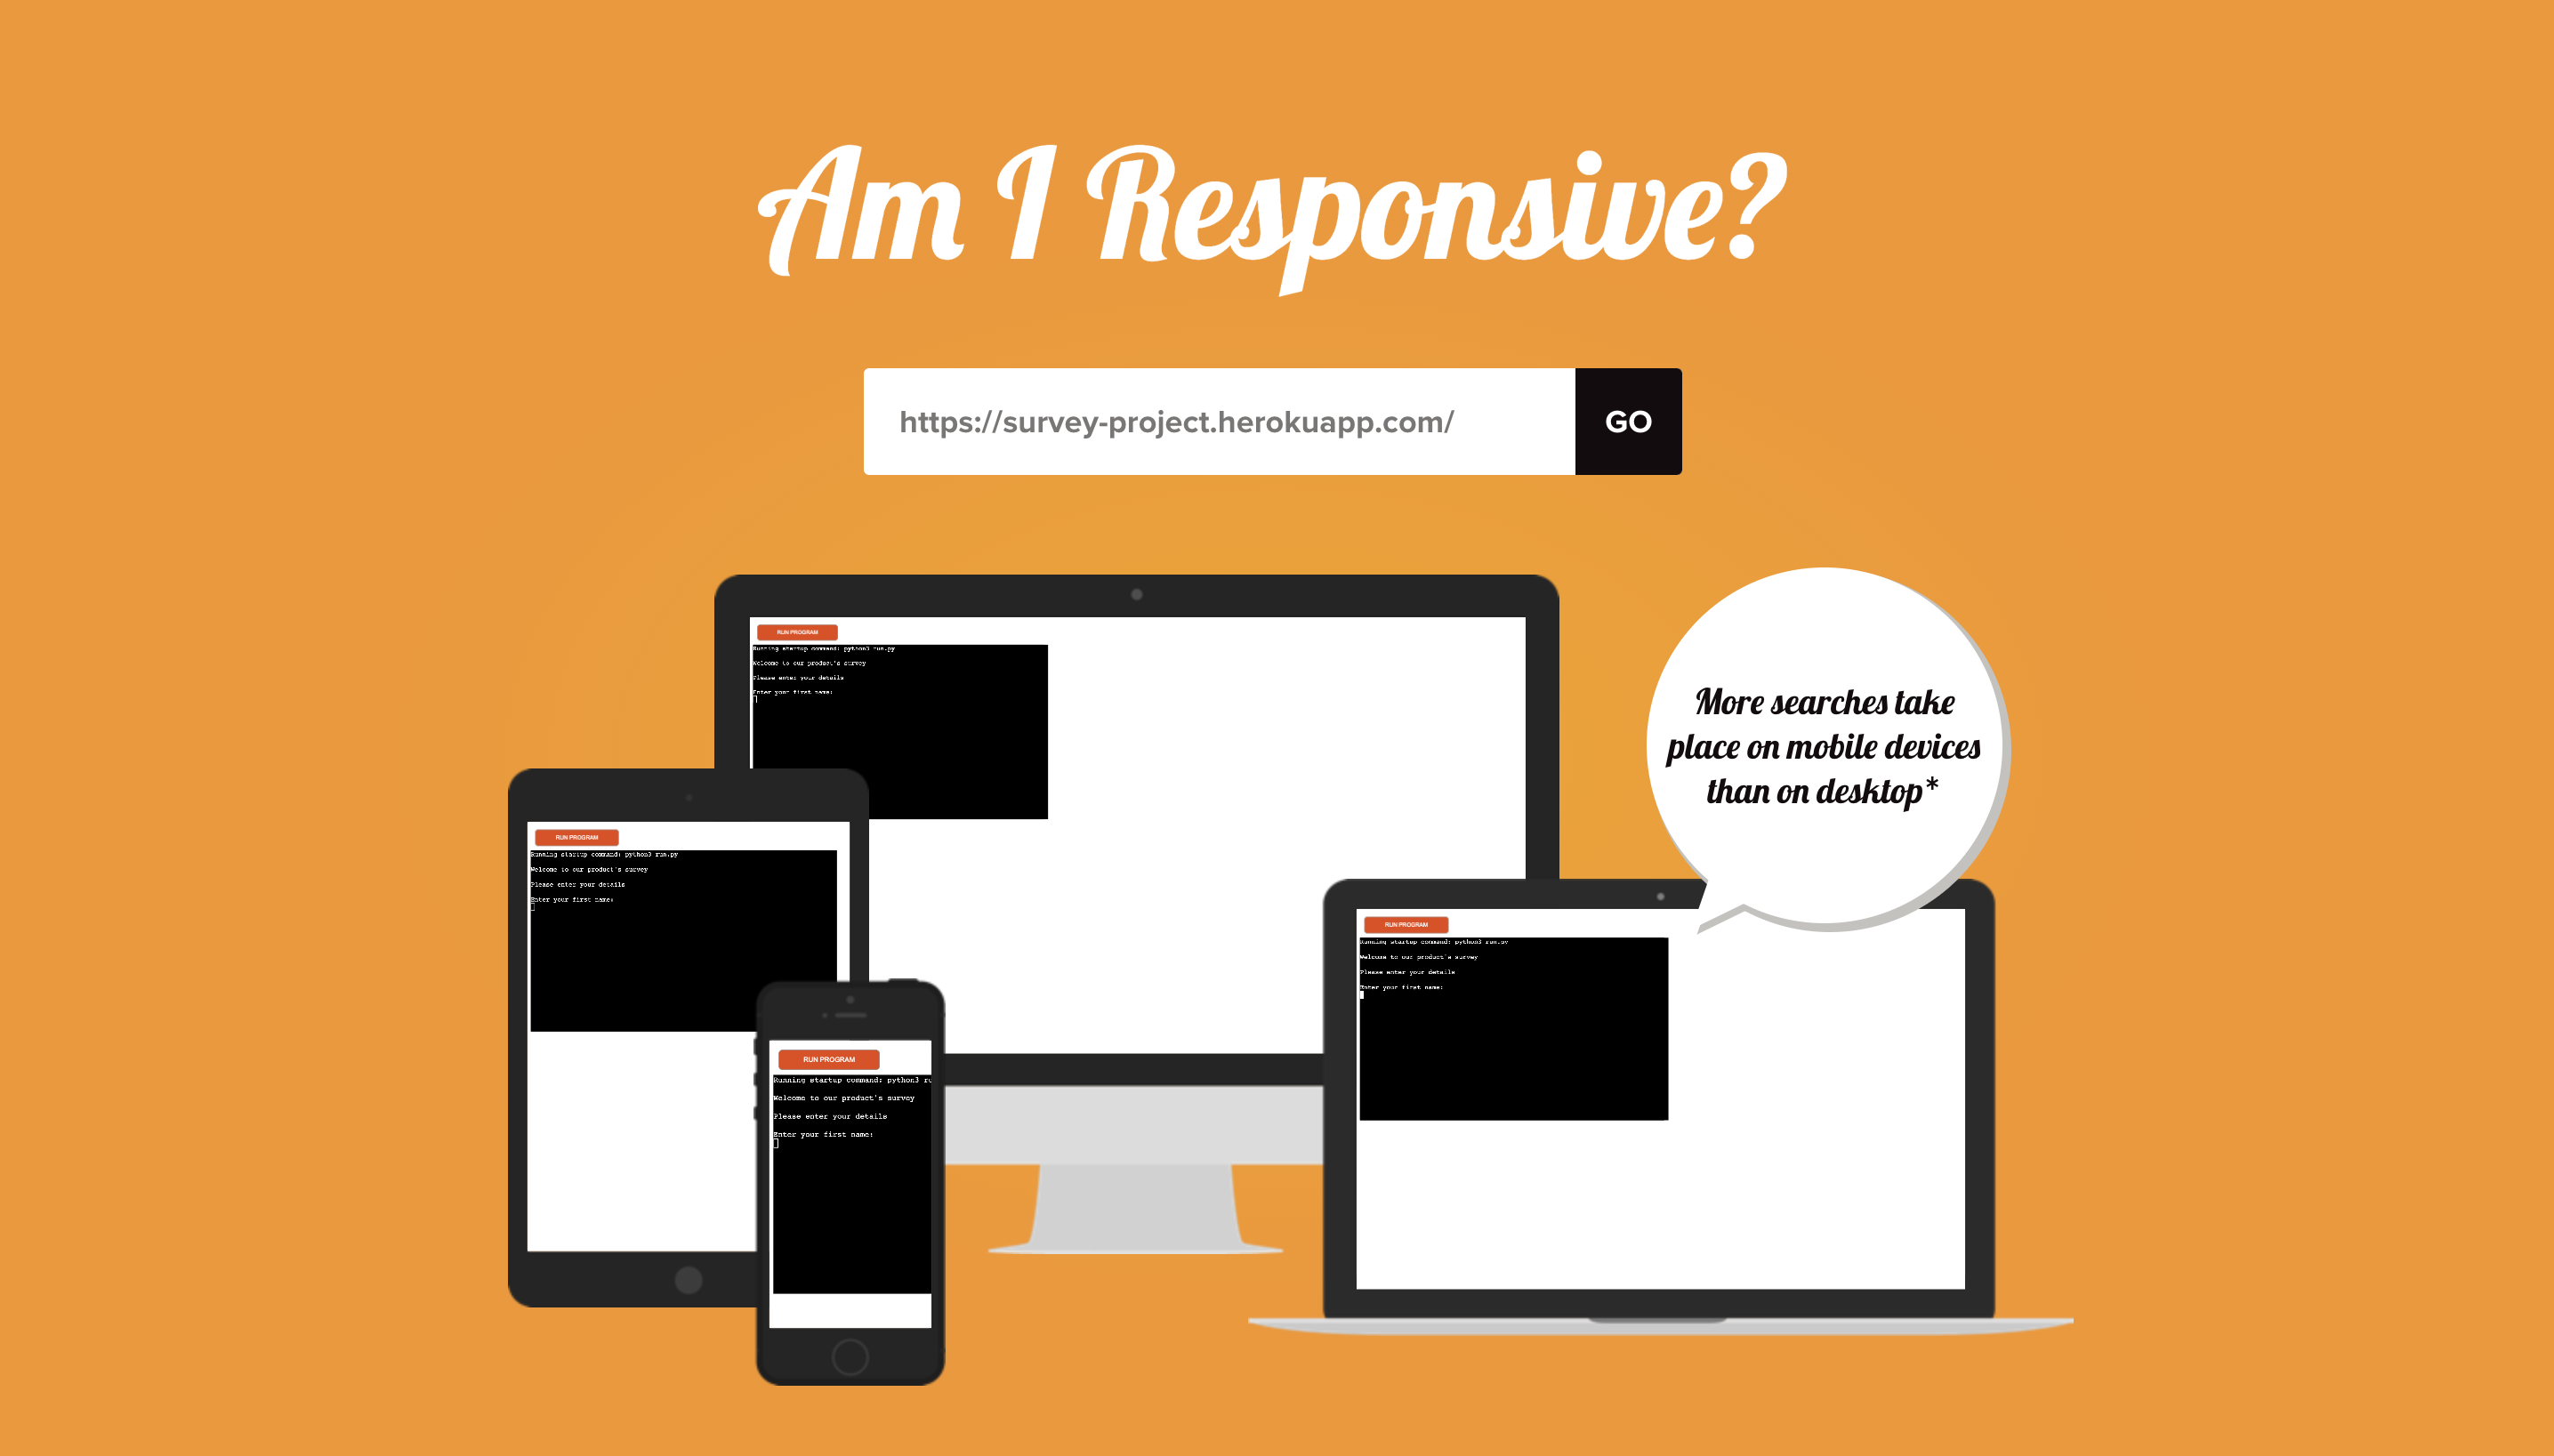 Am I Responsive?
https://survey-project.herokuapp.com/
GO
RUN PROGRAM
Running startup command: python3 run.py
Welcome to our product's survey
Please enter your details
Enter your first name:
More searches take
place on mobile devices
than on desktop*
RUN PROGRAM
Running startup command: python3 run.py
Welcome to our product's survey
Please enter your details
Enter your first name:
RUN PROGRAM
Running startup command: python3 run.py
Welcome to our product's survey
Please enter your details
Enter your first name:
RUN PROGRAM
Running startup command: python3 ru
Welcome to our product's survey
Please enter your details
Enter your first name: